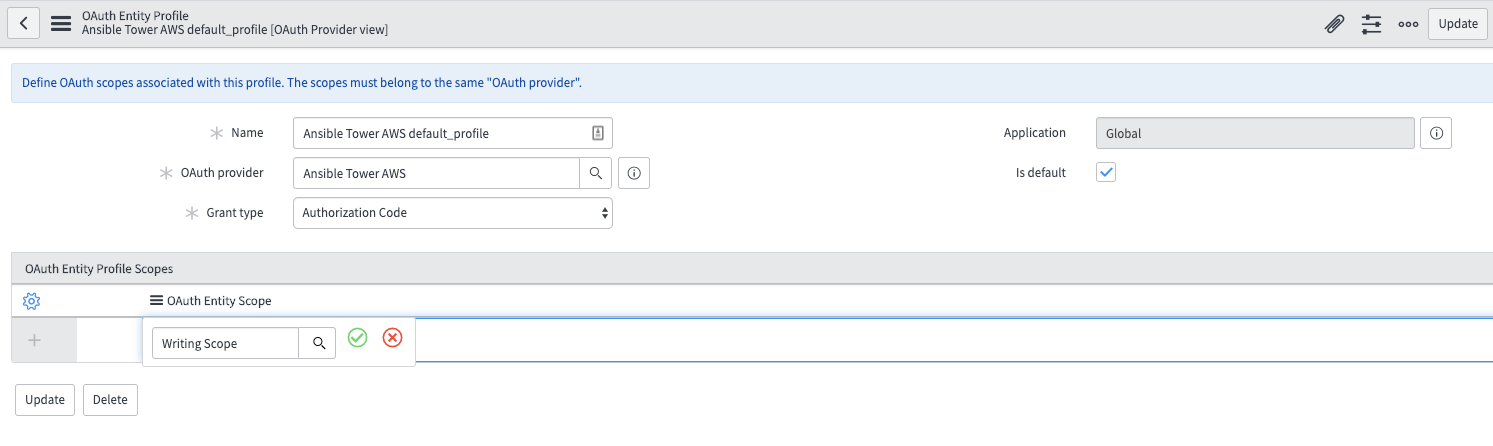 OAuth Entity Profile
Ansible Tower AWS default_profile [OAuth Provider view]
Update
Define OAuth scopes associated with this profile. The scopes must belong to the same "OAuth provider".
Name
Ansible Tower AWS default_profile
Application
Global
OAuth provider
Ansible Tower AWS
Is default
Grant type
Authorization Code
OAuth Entity Profile Scopes
OAuth Entity Scope
Writing Scope
Update
Delete